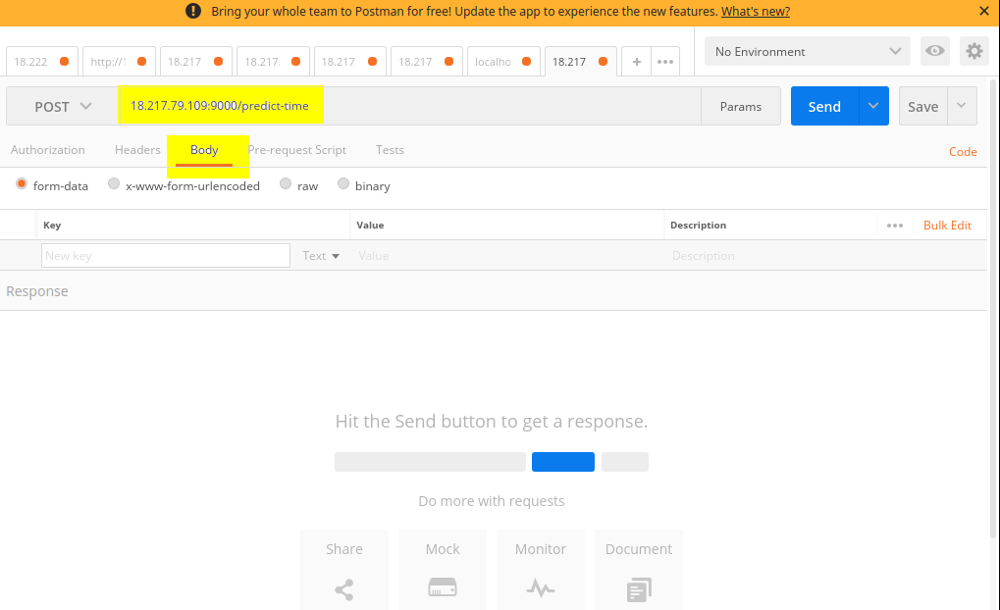 Bring your whole team to Postman for free! Update the app to experience the new features. What's new?
18.222 http://1 18.217 18.217. 18.217 18.217 localho 18.217 + •••
No Environment
POST 18.217.79.109:9000/predict-time Params Send Save
Authorization Headers Body Pre-request Script Tests Code
form-data x-www-form-urlencoded raw binary
Key Value Description ••• Bulk Edit
New key Text Value Description
Response
Hit the Send button to get a response.
Do more with requests
Share Mock Monitor Document